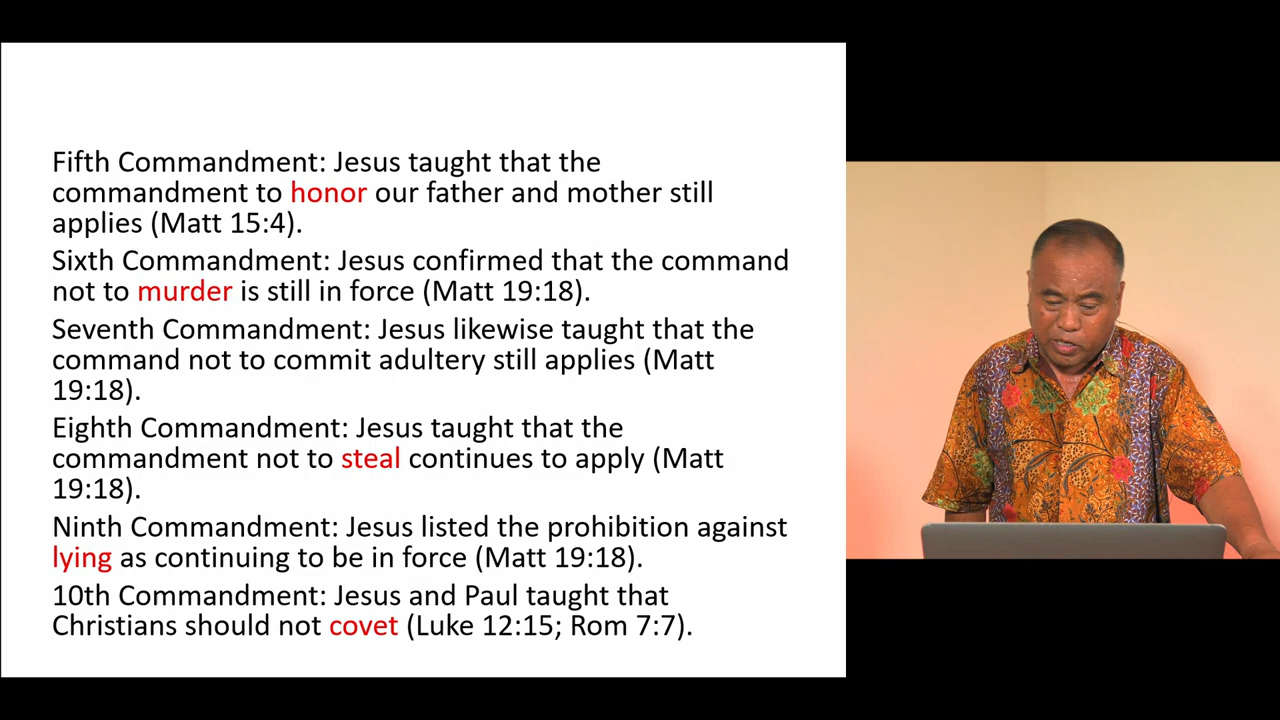 Fifth Commandment: Jesus taught that the
commandment to honor our father and mother still
applies (Matt 15:4).
Sixth Commandment: Jesus confirmed that the command
not to murder is still in force (Matt 19:18).
Seventh Commandment: Jesus likewise taught that the
command not to commit adultery still applies (Matt
19:18).
Eighth Commandment: Jesus taught that the
commandment not to steal continues to apply (Matt
19:18).
Ninth Commandment: Jesus listed the prohibition against
lying as continuing to be in force (Matt 19:18).
10th Commandment: Jesus and Paul taught that
Christians should not covet (Luke 12:15; Rom 7:7).